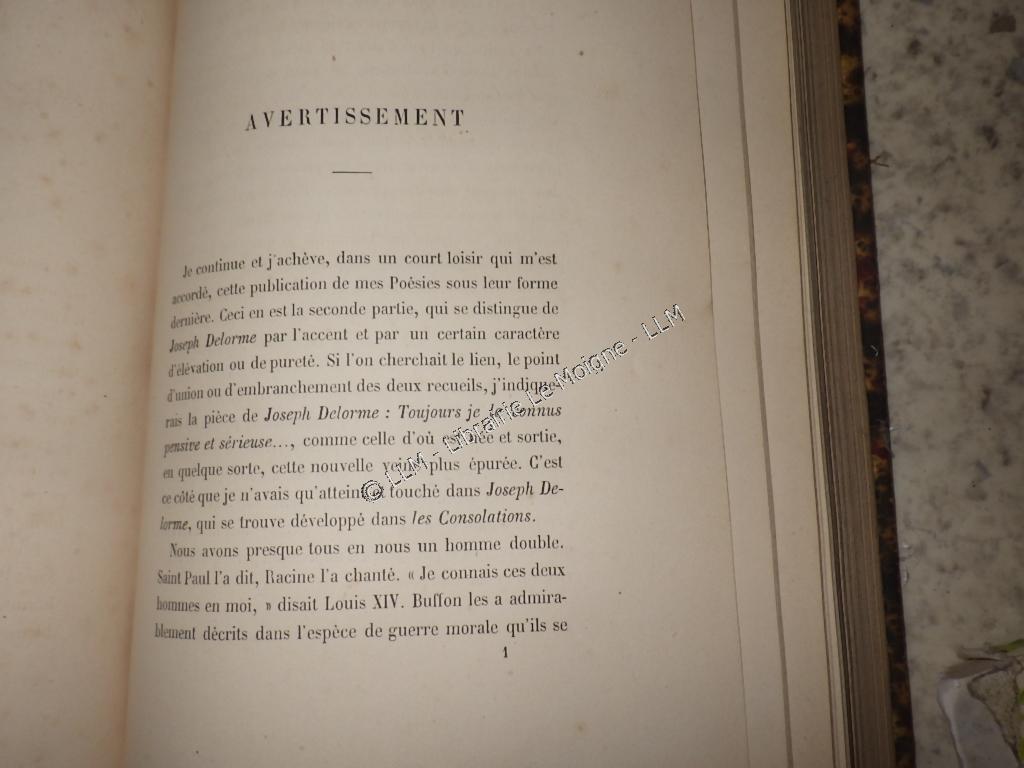 AVERTISSEMENT
Je continue et j'achève, dans un court loisir qui m'est
accordé, cette publication de mes Poésies sous leur forme
dernière. Ceci en est la seconde partie, qui se distingue de
Joseph Delorme par l'accent et par un certain caractère
d'élévation ou de pureté. Si l'on cherchait le lien, le point
d'union ou d'embranchement des deux recueils, j'indique-
rais la pièce de Joseph Delorme : Toujours je la connus
pensive et sérieuse..., comme celle d'où est née et sortie,
en quelque sorte, cette nouvelle veine plus épurée. C'est
ce côté que je n'avais qu'atteint et touché dans Joseph De-
lorme, qui se trouve développé dans les Consolations.
Nous avons presque tous en nous un homme double.
Saint Paul l'a dit, Racine l'a chanté. « Je connais ces deux
hommes en moi, » disait Louis XIV. Buffon les a admira-
blement décrits dans l'espèce de guerre morale qu'ils se
1
© LLM - Librairie Le Moigne - LLM